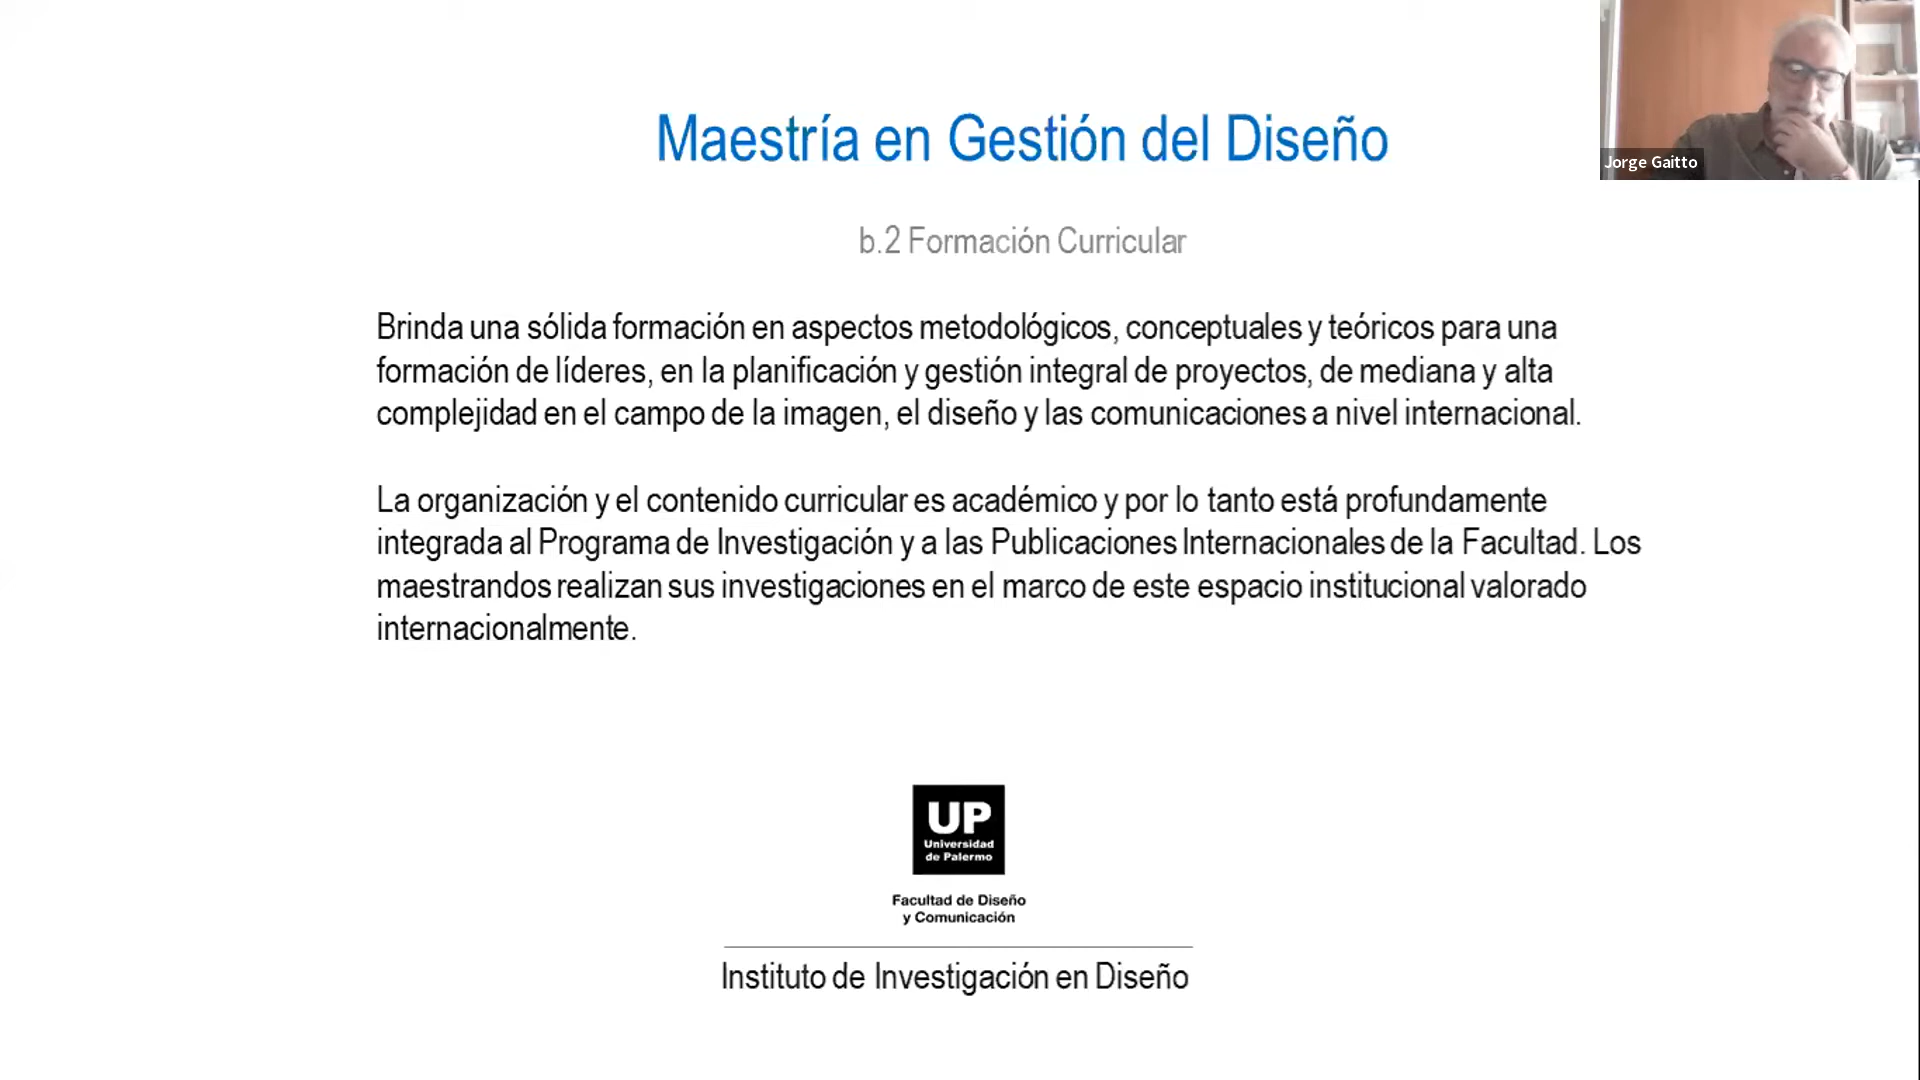 Maestría en Gestión del Diseño
Jorge Gaitto
b.2 Formación Curricular
Brinda una sólida formación en aspectos metodológicos, conceptuales y teóricos para una
formación de líderes, en la planificación y gestión integral de proyectos, de mediana y alta
complejidad en el campo de la imagen, el diseño y las comunicaciones a nivel internacional.
La organización y el contenido curricular es académico y por lo tanto está profundamente
integrada al Programa de Investigación y a las Publicaciones Internacionales de la Facultad. Los
maestrandos realizan sus investigaciones en el marco de este espacio institucional valorado
internacionalmente.
UP
Universidad
de Palermo
Facultad de Diseño
y Comunicación
Instituto de Investigación en Diseño